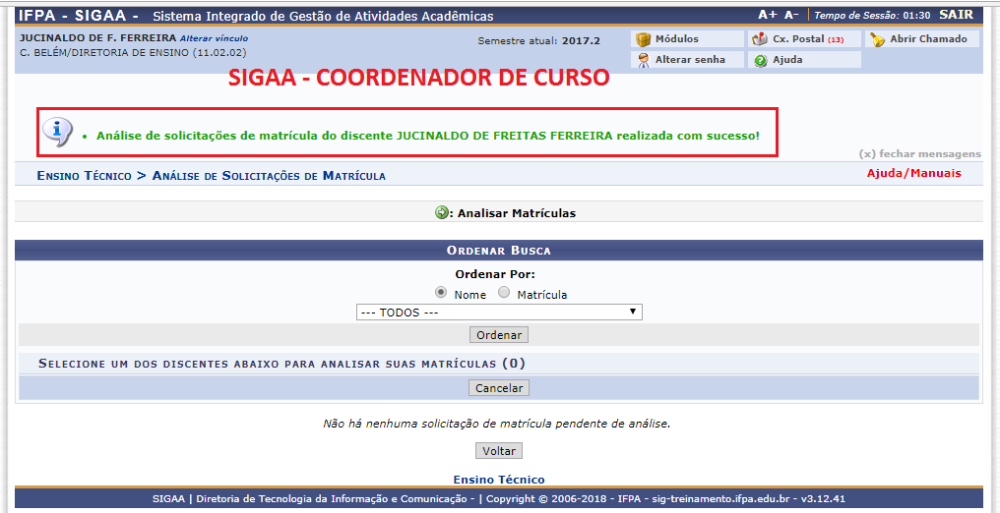 IFPA - SIGAA - Sistema Integrado de Gestão de Atividades Acadêmicas A+ A- Tempo de Sessão: 01:30 SAIR
JUCINALDO DE F. FERREIRA Alterar vínculo
C. BELÉM/DIRETORIA DE ENSINO (11.02.02)
Semestre atual: 2017.2
Módulos Cx. Postal (13) Abrir Chamado
Alterar senha Ajuda
SIGAA - COORDENADOR DE CURSO
• Análise de solicitações de matrícula do discente JUCINALDO DE FREITAS FERREIRA realizada com sucesso!
(x) fechar mensagens
Ensino Técnico > Análise de Solicitações de Matrícula Ajuda/Manuais
: Analisar Matrículas
Ordenar Busca
Ordenar Por:
Nome Matrícula
--- TODOS ---
Ordenar
Selecione um dos discentes abaixo para analisar suas matrículas (0)
Cancelar
Não há nenhuma solicitação de matrícula pendente de análise.
Voltar
Ensino Técnico
SIGAA | Diretoria de Tecnologia da Informação e Comunicação - | Copyright © 2006-2018 - IFPA - sig-treinamento.ifpa.edu.br - v3.12.41